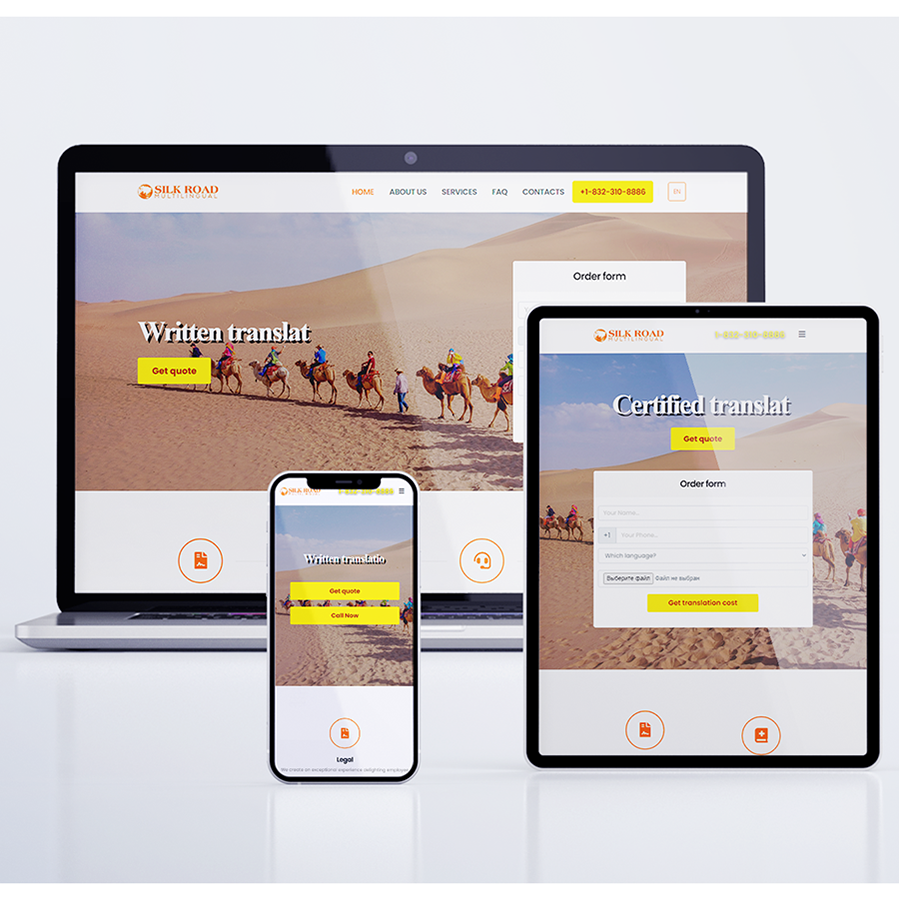 SILK ROAD
MULTILINGUAL
HOME ABOUT US SERVICES FAQ CONTACTS +1-832-310-8886 EN
Order form
Written translat
Get quote
SILK ROAD
MULTILINGUAL
1-832-310-8886
Certified translat
Get quote
Order form
Your Name...
+1 Your Phone...
Which language?
Выберите файл Файл не выбран
Get translation cost
SILK ROAD
1-832-310-8886
Written translatio
Get quote
Call Now
Legal
We create an exceptional experience delighting employee